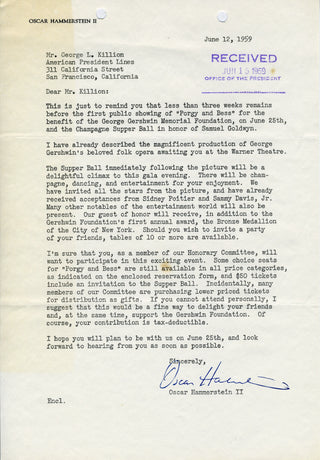 OSCAR HAMMERSTEIN II
June 12, 1959
Mr. George L. Killion
American President Lines
311 California Street
San Francisco, California
RECEIVED
JUN 15 1959
OFFICE OF THE PRESIDENT
Dear Mr. Killion:
This is just to remind you that less than three weeks remains
before the first public showing of "Porgy and Bess" for the
benefit of the George Gershwin Memorial Foundation, on June 25th,
and the Champagne Supper Ball in honor of Samuel Goldwyn.
I have already described the magnificent production of George
Gershwin's beloved folk opera awaiting you at the Warner Theatre.
The Supper Ball immediately following the picture will be a
delightful climax to this gala evening. There will be cham-
pagne, dancing, and entertainment for your enjoyment. We
have invited all the stars from the picture, and have already
received acceptances from Sidney Poitier and Sammy Davis, Jr.
Many other notables of the entertainment world will also be
present. Our guest of honor will receive, in addition to the
Gershwin Foundation's first annual award, the Bronze Medallion
of the City of New York. Should you wish to invite a party
of your friends, tables of 10 or more are available.
I'm sure that you, as a member of our Honorary Committee, will
want to participate in this exciting event. Some choice seats
for "Porgy and Bess" are still available in all price categories,
as indicated on the enclosed reservation form, and $50 tickets
include an invitation to the Supper Ball. Incidentally, many
members of our Committee are purchasing lower priced tickets
for distribution as gifts. If you cannot attend personally, I
suggest that this would be a fine way to delight your friends
and, at the same time, support the Gershwin Foundation. Of
course, your contribution is tax-deductible.
I hope you will plan to be with us on June 25th, and look
forward to hearing from you as soon as possible.
Sincerely,
Oscar Hammerstein
Oscar Hammerstein II
Encl.